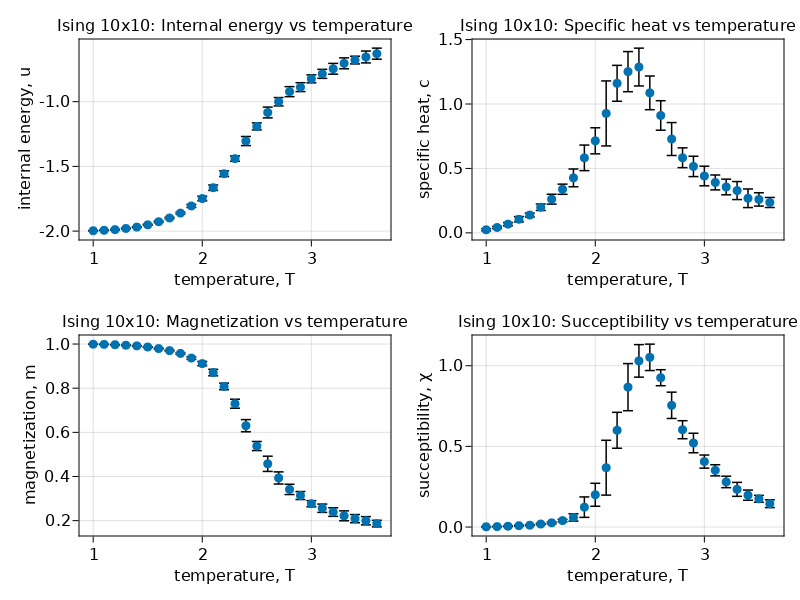 Ising 10x10: Internal energy vs temperature
internal energy, u
-1.0
-1.5
-2.0
1 2 3
temperature, T
Ising 10x10: Specific heat vs temperature
specific heat, c
1.5
1.0
0.5
0.0
1 2 3
temperature, T
Ising 10x10: Magnetization vs temperature
magnetization, m
1.0
0.8
0.6
0.4
0.2
1 2 3
temperature, T
Ising 10x10: Succeptibility vs temperature
succeptibility, χ
1.0
0.5
0.0
1 2 3
temperature, T